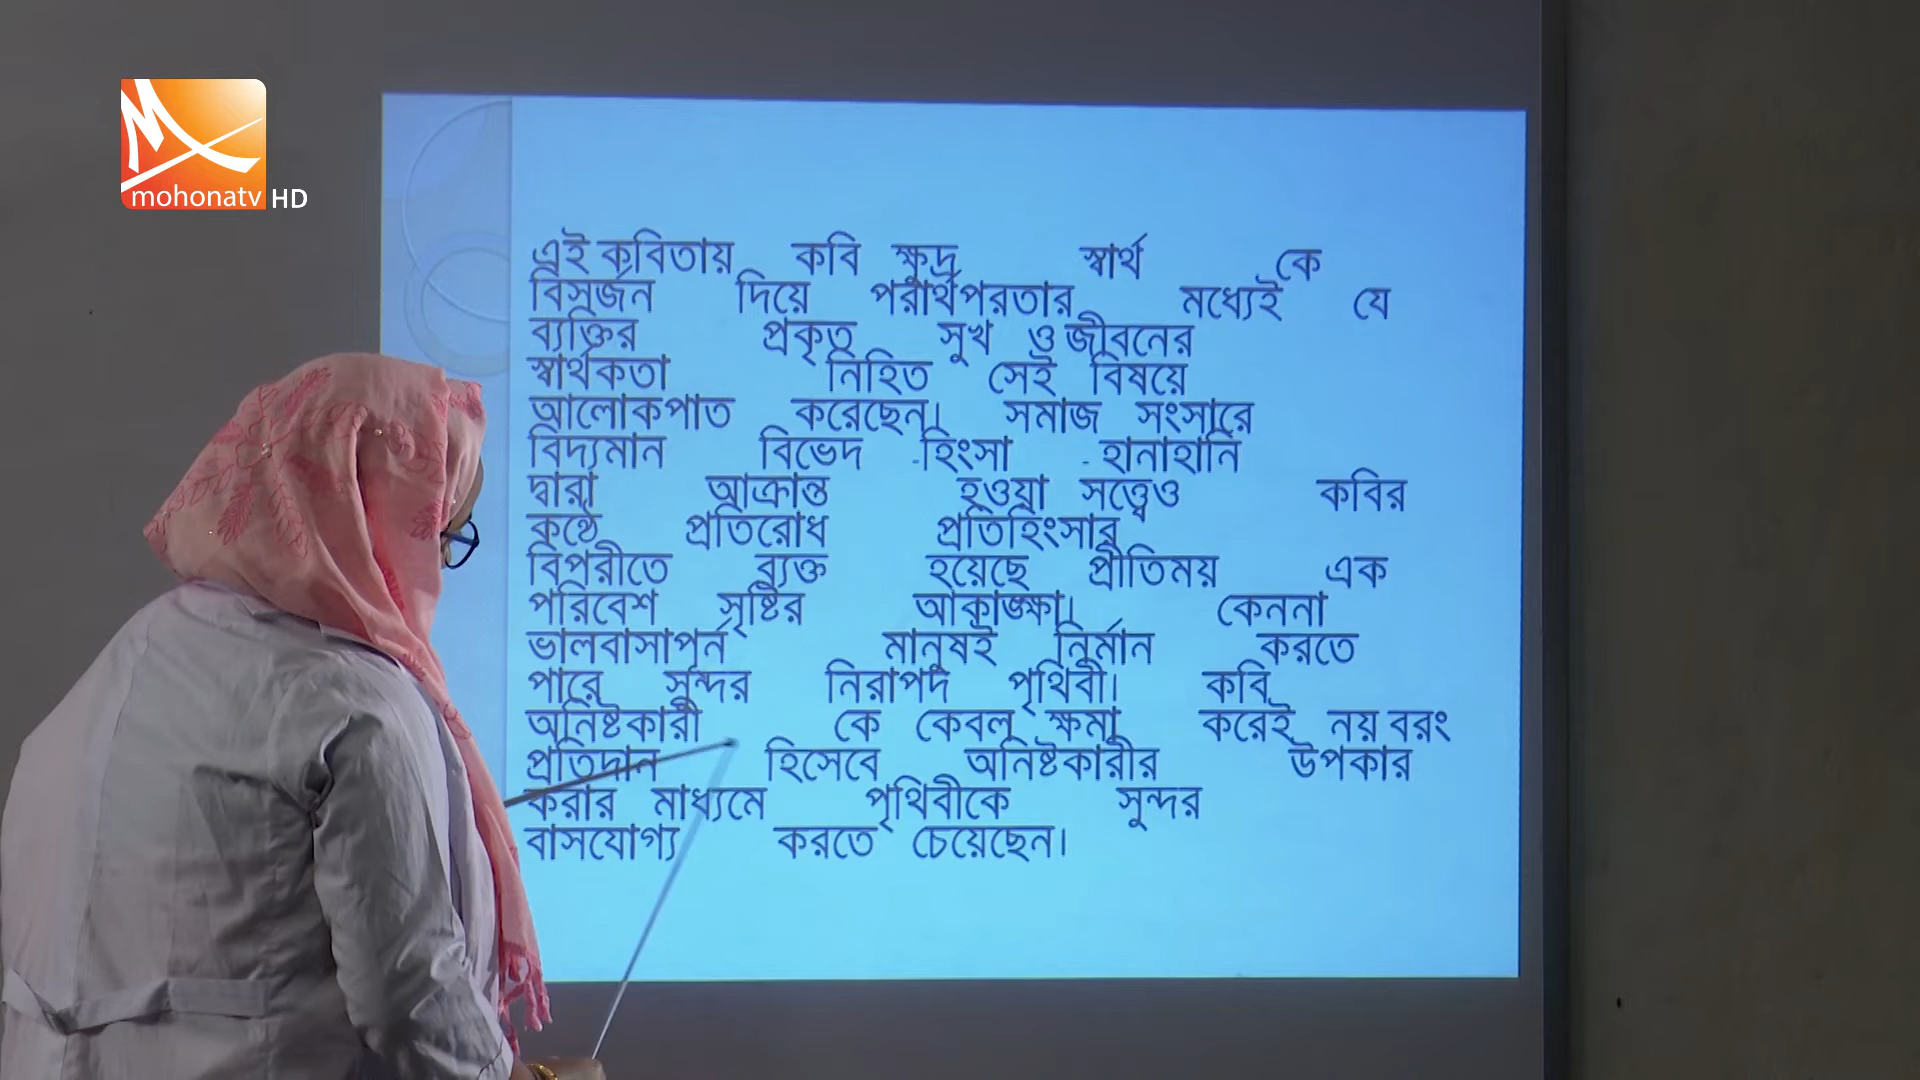 mohonatv HD
এই কবিতায় কবি ক্ষুদ্র স্বার্থ কে
বিসর্জন দিয়ে পরার্থপরতার মধ্যেই যে
ব্যক্তির প্রকৃত সুখ ও জীবনের
স্বার্থকতা নিহিত সেই বিষয়ে
আলোকপাত করেছেন। সমাজ সংসারে
বিদ্যমান বিভেদ -হিংসা - হানাহানি
দ্বারা আক্রান্ত হওয়া সত্ত্বেও কবির
কন্ঠে প্রতিরোধ প্রতিহিংসার
বিপরীতে ব্যক্ত হয়েছে প্রীতিময় এক
পরিবেশ সৃষ্টির আকাঙ্ক্ষা। কেননা
ভালবাসাপূর্ন মানুষই নির্মান করতে
পারে সুন্দর নিরাপদ পৃথিবী। কবি
অনিষ্টকারী কে কেবল ক্ষমা করেই নয় বরং
প্রতিদান হিসেবে অনিষ্টকারীর উপকার
করার মাধ্যমে পৃথিবীকে সুন্দর
বাসযোগ্য করতে চেয়েছেন।